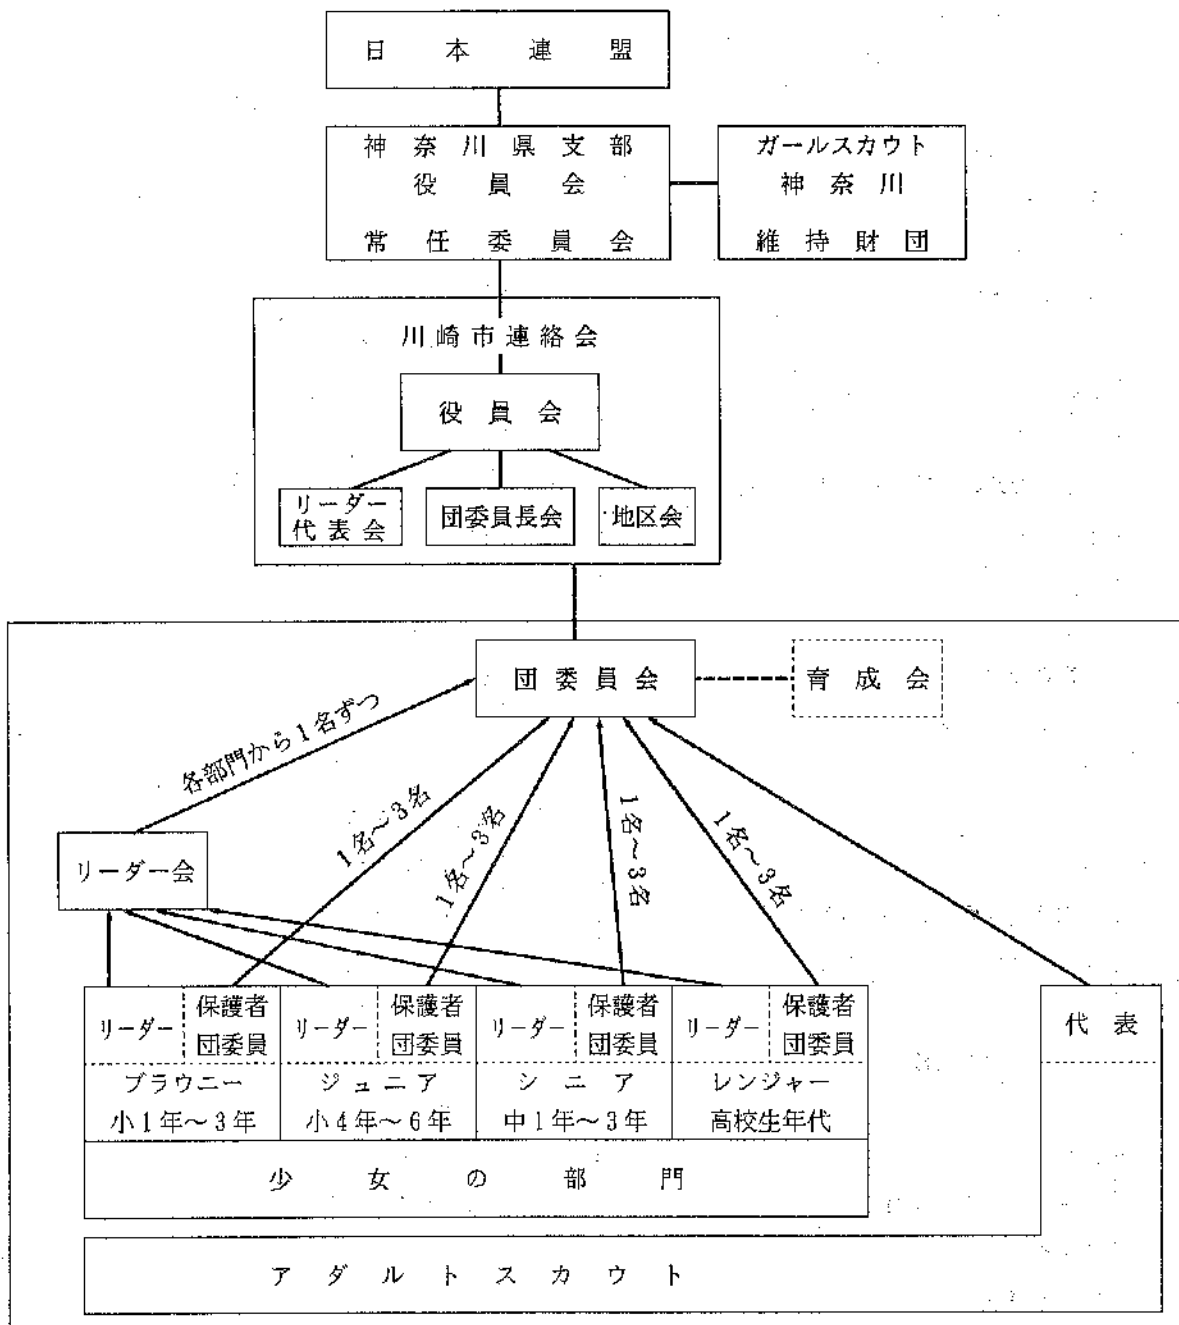 日本連盟
神奈川県支部
役員会
常任委員会
ガールスカウト
神奈川
維持財団
川崎市連絡会
役員会
リーダー
代表会
団委員長会
地区会
団委員会
育成会
各部門から1名ずつ
1名～3名
1名～3名
1名～3名
1名～3名
リーダー会
リーダー
保護者
団委員
リーダー
保護者
団委員
リーダー
保護者
団委員
リーダー
保護者
団委員
代表
ブラウニー
小1年～3年
ジュニア
小4年～6年
シニア
中1年～3年
レンジャー
高校生年代
少女の部門
アダルトスカウト